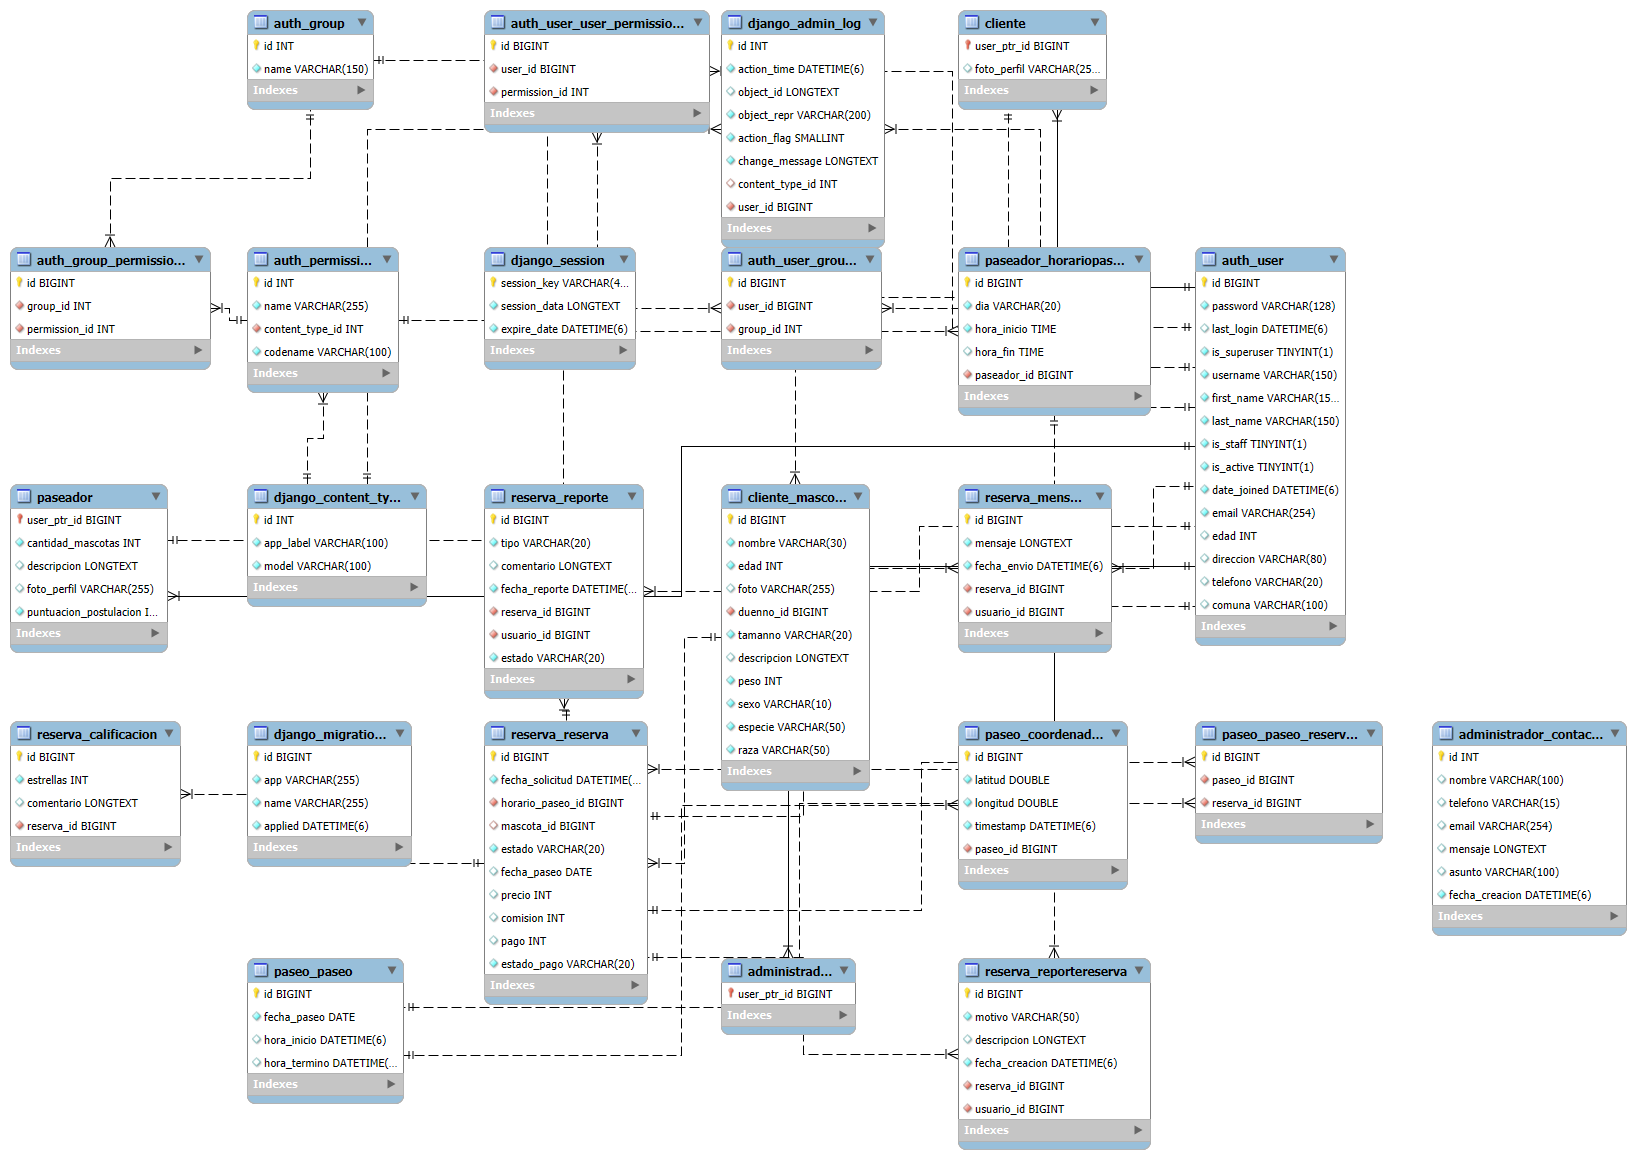 auth_group
id INT
name VARCHAR(150)
Indexes
auth_user_user_permissio...
id BIGINT
user_id BIGINT
permission_id INT
Indexes
django_admin_log
id INT
action_time DATETIME(6)
object_id LONGTEXT
object_repr VARCHAR(200)
action_flag SMALLINT
change_message LONGTEXT
content_type_id INT
user_id BIGINT
Indexes
cliente
user_ptr_id BIGINT
foto_perfil VARCHAR(25...
Indexes
auth_group_permissio...
id BIGINT
group_id INT
permission_id INT
Indexes
auth_permissi...
id INT
name VARCHAR(255)
content_type_id INT
codename VARCHAR(100)
Indexes
django_session
session_key VARCHAR(4...
session_data LONGTEXT
expire_date DATETIME(6)
Indexes
auth_user_grou...
id BIGINT
user_id BIGINT
group_id INT
Indexes
paseador_horariopas...
id BIGINT
dia VARCHAR(20)
hora_inicio TIME
hora_fin TIME
paseador_id BIGINT
Indexes
auth_user
id BIGINT
password VARCHAR(128)
last_login DATETIME(6)
is_superuser TINYINT(1)
username VARCHAR(150)
first_name VARCHAR(15...
last_name VARCHAR(150)
is_staff TINYINT(1)
is_active TINYINT(1)
date_joined DATETIME(6)
email VARCHAR(254)
edad INT
direccion VARCHAR(80)
telefono VARCHAR(20)
comuna VARCHAR(100)
Indexes
paseador
user_ptr_id BIGINT
cantidad_mascotas INT
descripcion LONGTEXT
foto_perfil VARCHAR(255)
puntuacion_postulacion I...
Indexes
django_content_ty...
id INT
app_label VARCHAR(100)
model VARCHAR(100)
Indexes
reserva_reporte
id BIGINT
tipo VARCHAR(20)
comentario LONGTEXT
fecha_reporte DATETIME(...
reserva_id BIGINT
usuario_id BIGINT
estado VARCHAR(20)
Indexes
cliente_masco...
id BIGINT
nombre VARCHAR(30)
edad INT
foto VARCHAR(255)
duenno_id BIGINT
tamanno VARCHAR(20)
descripcion LONGTEXT
peso INT
sexo VARCHAR(10)
especie VARCHAR(50)
raza VARCHAR(50)
Indexes
reserva_mens...
id BIGINT
mensaje LONGTEXT
fecha_envio DATETIME(6)
reserva_id BIGINT
usuario_id BIGINT
Indexes
reserva_calificacion
id BIGINT
estrellas INT
comentario LONGTEXT
reserva_id BIGINT
Indexes
django_migratio...
id BIGINT
app VARCHAR(255)
name VARCHAR(255)
applied DATETIME(6)
Indexes
reserva_reserva
id BIGINT
fecha_solicitud DATETIME(...
horario_paseo_id BIGINT
mascota_id BIGINT
estado VARCHAR(20)
fecha_paseo DATE
precio INT
comision INT
pago INT
estado_pago VARCHAR(20)
Indexes
paseo_coordenad...
id BIGINT
latitud DOUBLE
longitud DOUBLE
timestamp DATETIME(6)
paseo_id BIGINT
Indexes
paseo_paseo_reserv...
id BIGINT
paseo_id BIGINT
reserva_id BIGINT
Indexes
administrador_contac...
id INT
nombre VARCHAR(100)
telefono VARCHAR(15)
email VARCHAR(254)
mensaje LONGTEXT
asunto VARCHAR(100)
fecha_creacion DATETIME(6)
Indexes
paseo_paseo
id BIGINT
fecha_paseo DATE
hora_inicio DATETIME(6)
hora_termino DATETIME(...
Indexes
administrad...
user_ptr_id BIGINT
Indexes
reserva_reportereserva
id BIGINT
motivo VARCHAR(50)
descripcion LONGTEXT
fecha_creacion DATETIME(6)
reserva_id BIGINT
usuario_id BIGINT
Indexes